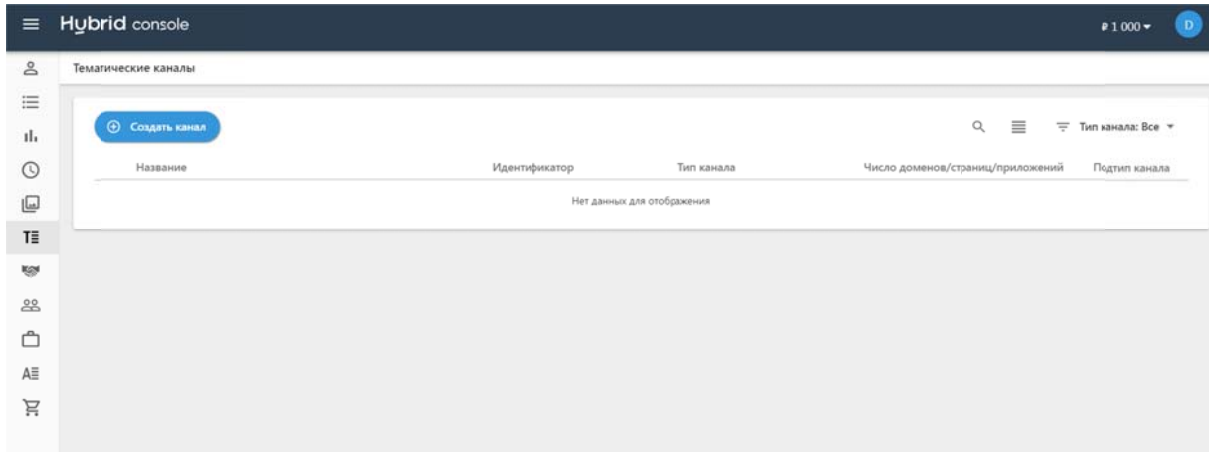 Hybrid console
₽ 1 000
D
Тематические каналы
Создать канал
Тип канала: Все
Название Идентификатор Тип канала Число доменов/страниц/приложений Подтип канала
Нет данных для отображения